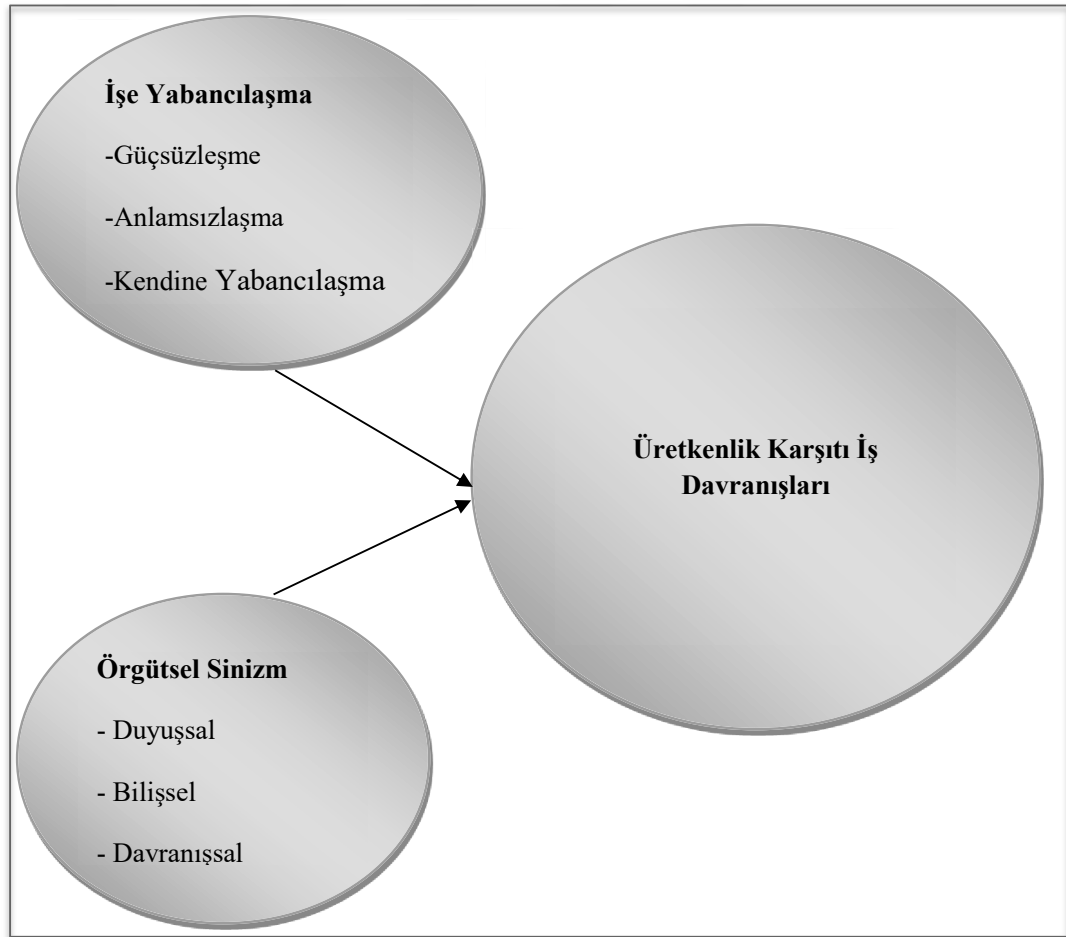 İşe Yabancılaşma
-Güçsüzleşme
-Anlamsızlaşma
-Kendine Yabancılaşma
Üretkenlik Karşıtı İş
Davranışları
Örgütsel Sinizm
- Duyuşsal
- Bilişsel
- Davranışsal